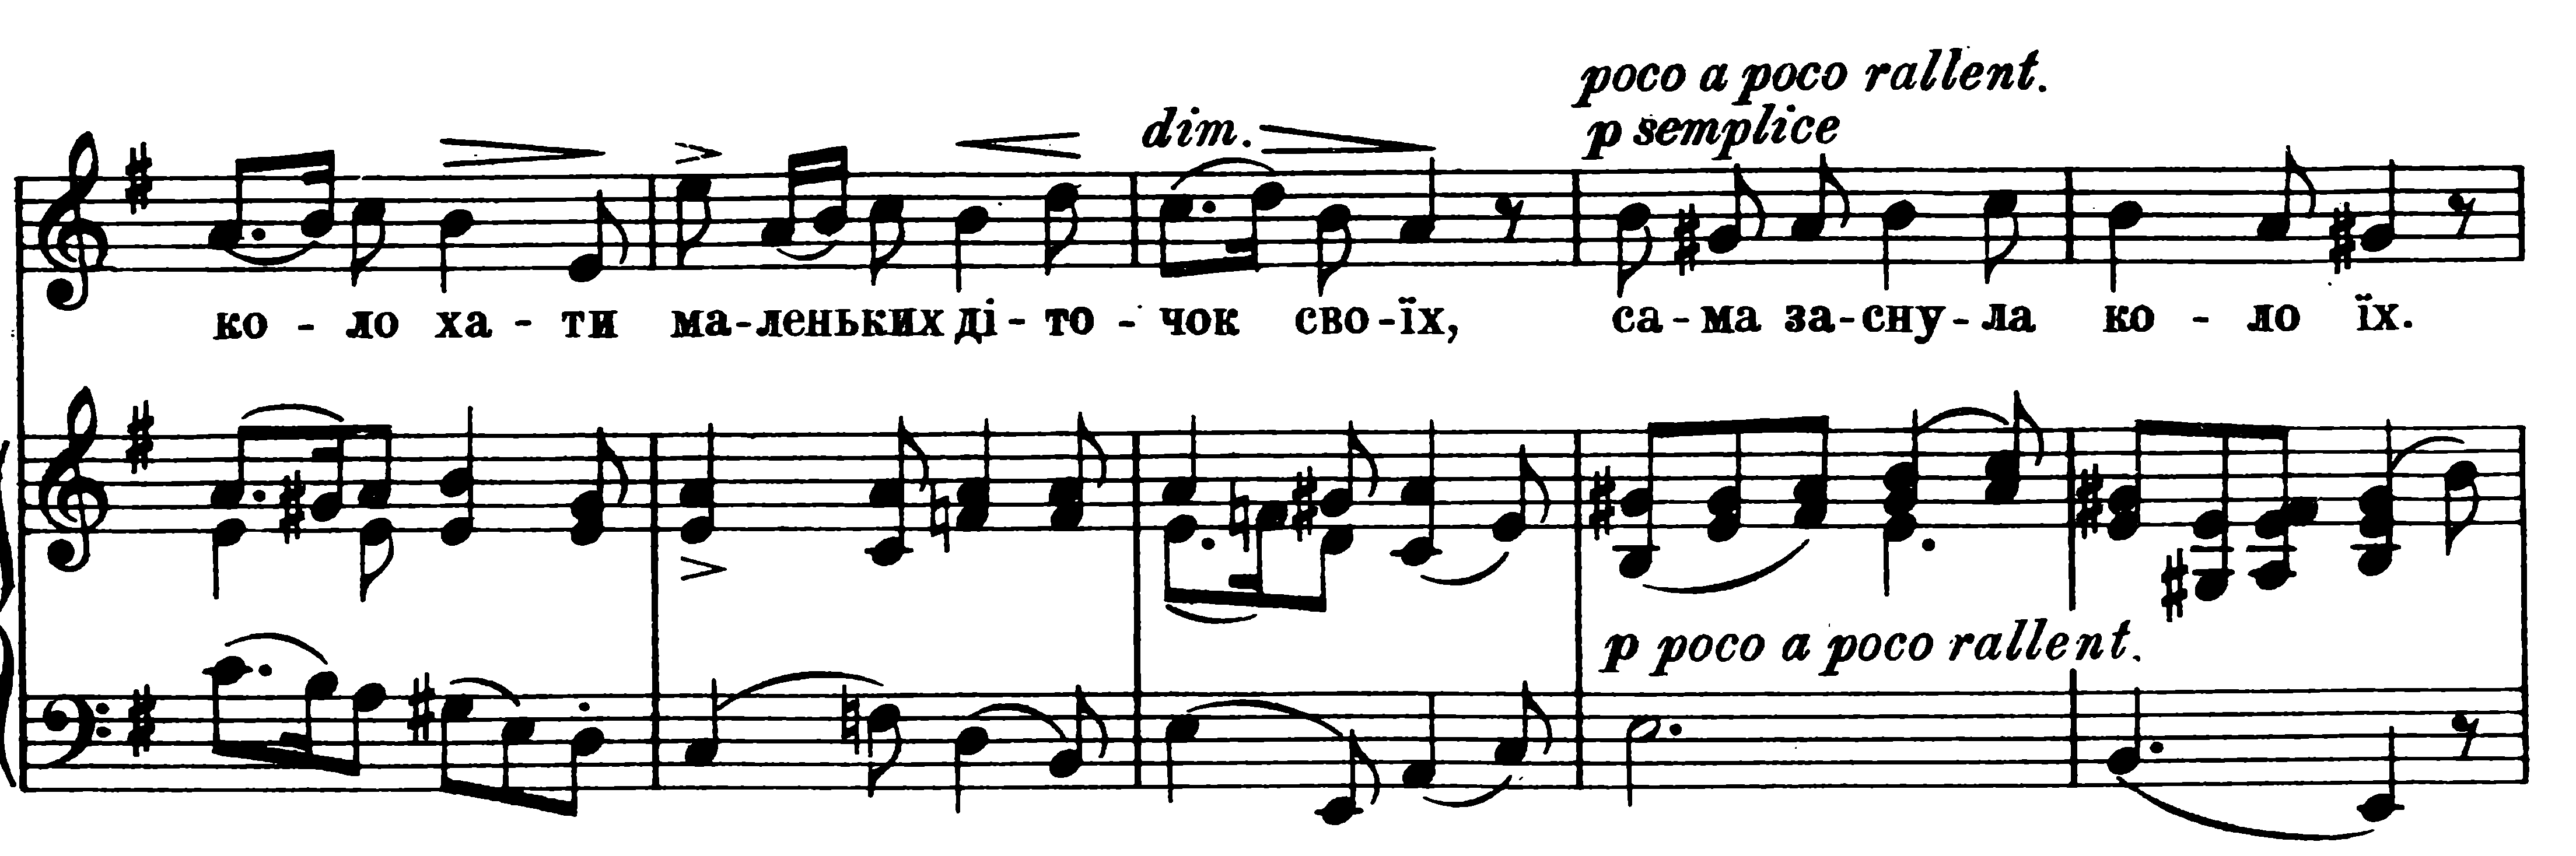 poco a poco rallent.
dim. p semplice
ко - ло ха - ти ма-леньких ді - то - чок сво-їх, са - ма за-сну-ла ко - ло їх.
p poco a poco rallent.